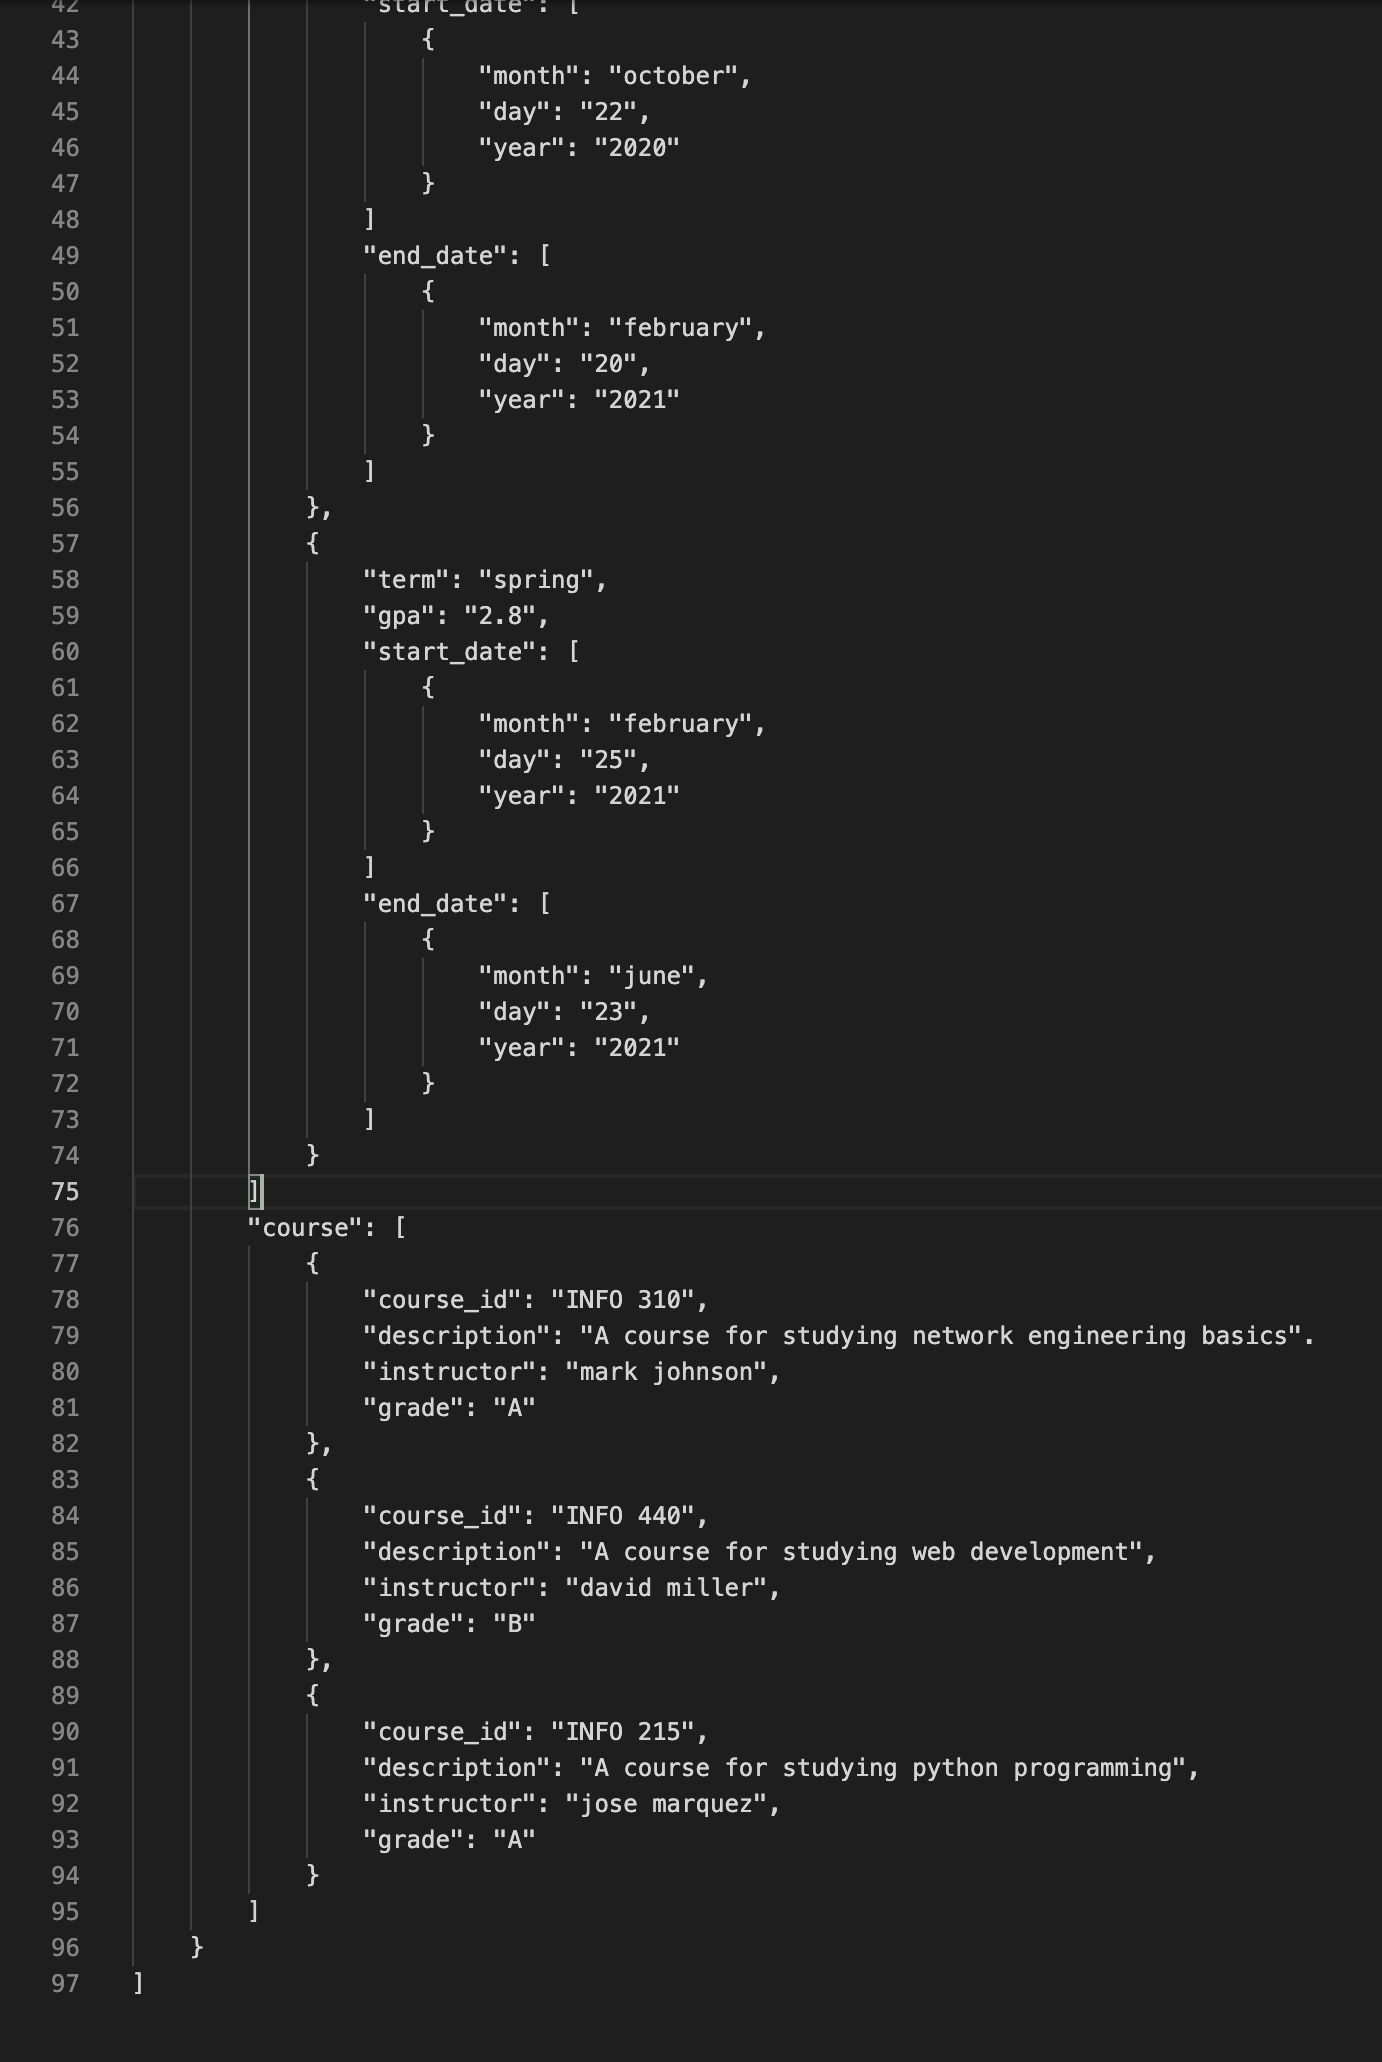 42 "start_date": [
43 {
44 "month": "october",
45 "day": "22",
46 "year": "2020"
47 }
48 ]
49 "end_date": [
50 {
51 "month": "february",
52 "day": "20",
53 "year": "2021"
54 }
55 ]
56 },
57 {
58 "term": "spring",
59 "gpa": "2.8",
60 "start_date": [
61 {
62 "month": "february",
63 "day": "25",
64 "year": "2021"
65 }
66 ]
67 "end_date": [
68 {
69 "month": "june",
70 "day": "23",
71 "year": "2021"
72 }
73 ]
74 }
75 ]
76 "course": [
77 {
78 "course_id": "INFO 310",
79 "description": "A course for studying network engineering basics".
80 "instructor": "mark johnson",
81 "grade": "A"
82 },
83 {
84 "course_id": "INFO 440",
85 "description": "A course for studying web development",
86 "instructor": "david miller",
87 "grade": "B"
88 },
89 {
90 "course_id": "INFO 215",
91 "description": "A course for studying python programming",
92 "instructor": "jose marquez",
93 "grade": "A"
94 }
95 ]
96 }
97 ]